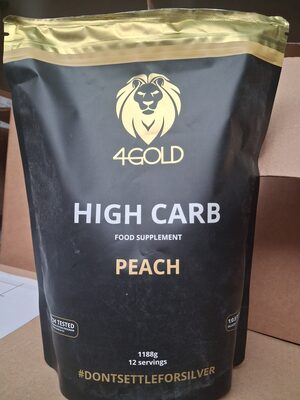 4GOLD
HIGH CARB
FOOD SUPPLEMENT
PEACH
TESTED
1188g
12 servings
#DONTSETTLEFORSILVER